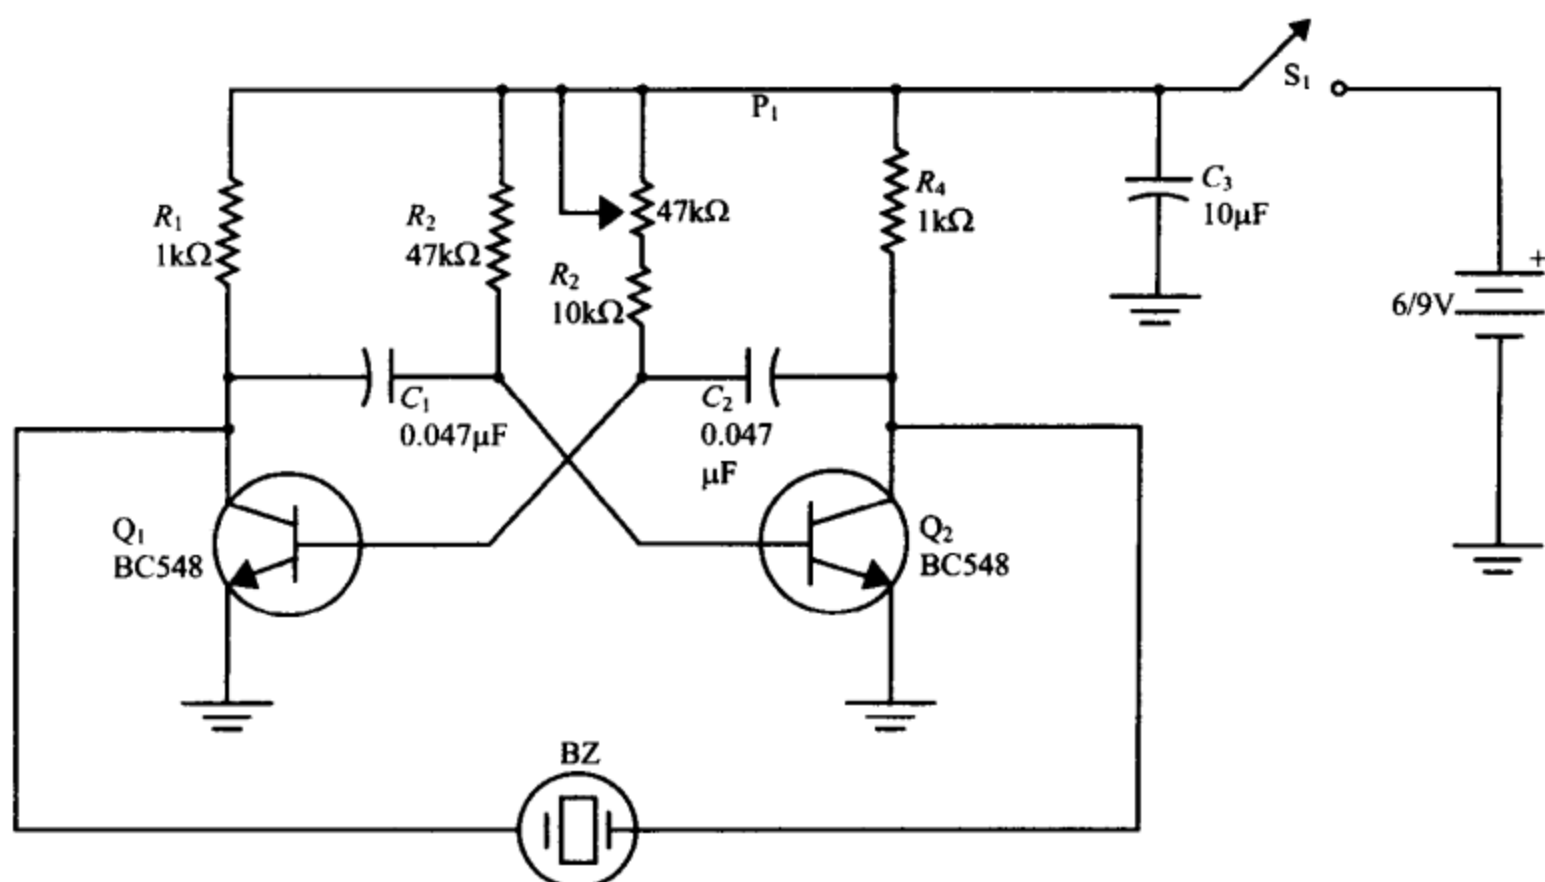 S₁
P₁
R₁
1kΩ
R₂
47kΩ
47kΩ
R₂
10kΩ
R₄
1kΩ
C₃
10µF
+
6/9V
C₁
0.047µF
C₂
0.047
µF
Q₁
BC548
Q₂
BC548
BZ